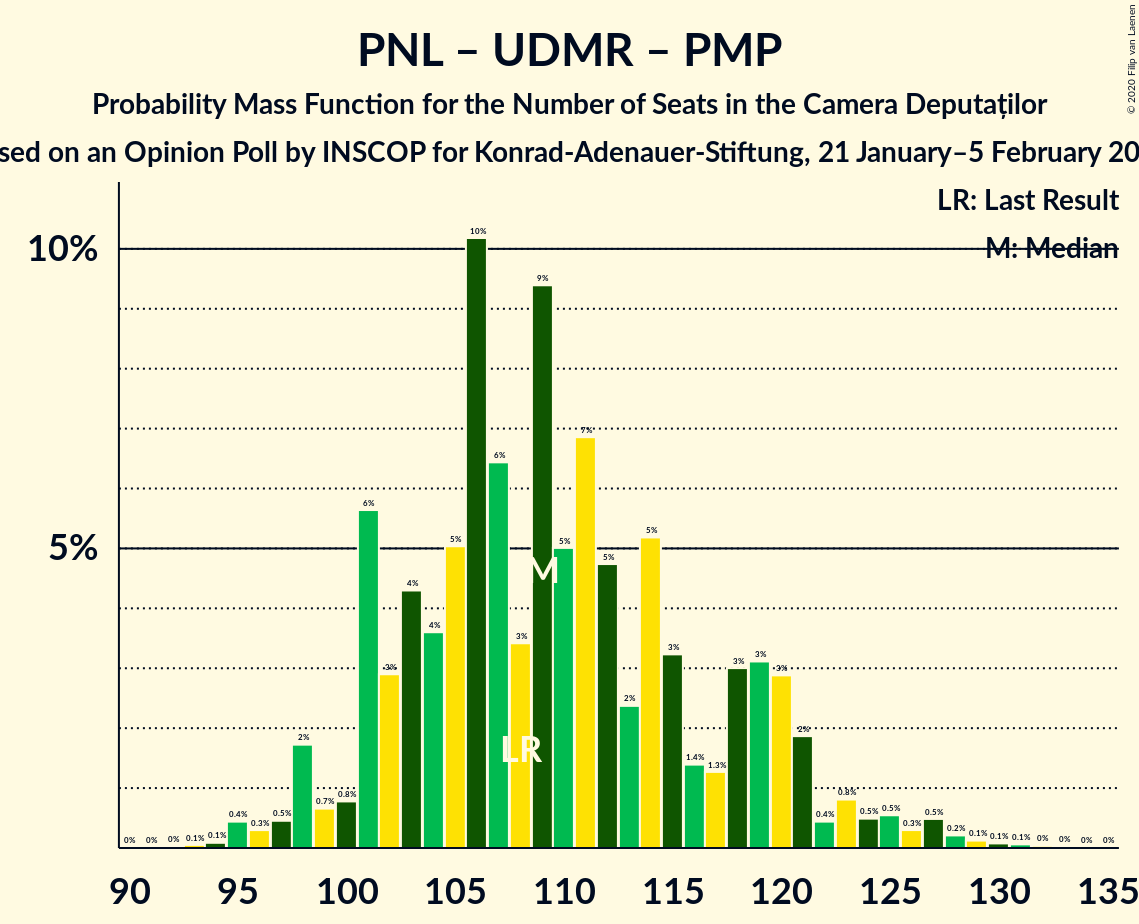 PNL – UDMR – PMP
Probability Mass Function for the Number of Seats in the Camera Deputaților
sed on an Opinion Poll by INSCOP for Konrad-Adenauer-Stiftung, 21 January–5 February 20
© 2020 Filip van Laenen
LR: Last Result
M: Median
10%
5%
0% 0% 0% 0.1% 0.1% 0.4% 0.3% 0.5% 2% 0.7% 0.8% 6% 3% 4% 4% 5% 10% 6% 3% 9% 5% 7% 5% 2% 5% 3% 1.4% 1.3% 3% 3% 3% 2% 0.4% 0.8% 0.5% 0.5% 0.3% 0.5% 0.2% 0.1% 0.1% 0.1% 0% 0% 0% 0%
M
LR
90 95 100 105 110 115 120 125 130 135